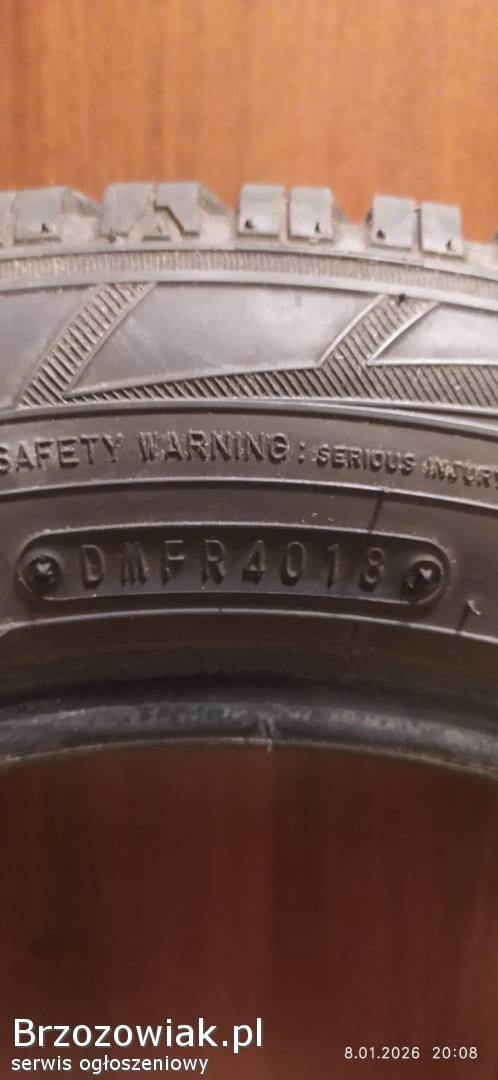 SAFETY WARNING: SERIOUS INJURY
DMFR4018
Brzozowiak.pl
serwis ogłoszeniowy
8.01.2026 20:08